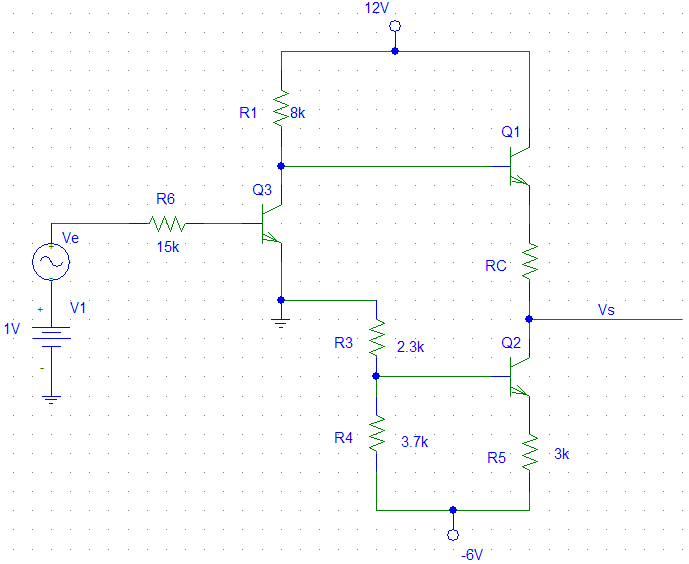 12V
R1 8k
Q1
Q3
R6
15k
Ve
RC
V1
1V
Vs
R3 2.3k
Q2
R4 3.7k
R5 3k
-6V